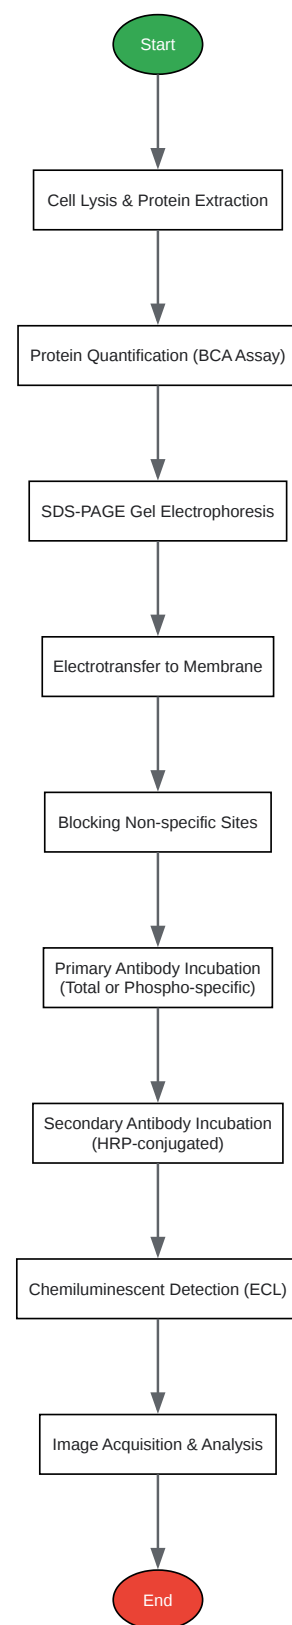 Start
Cell Lysis & Protein Extraction
Protein Quantification (BCA Assay)
SDS-PAGE Gel Electrophoresis
Electrotransfer to Membrane
Blocking Non-specific Sites
Primary Antibody Incubation
(Total or Phospho-specific)
Secondary Antibody Incubation
(HRP-conjugated)
Chemiluminescent Detection (ECL)
Image Acquisition & Analysis
End